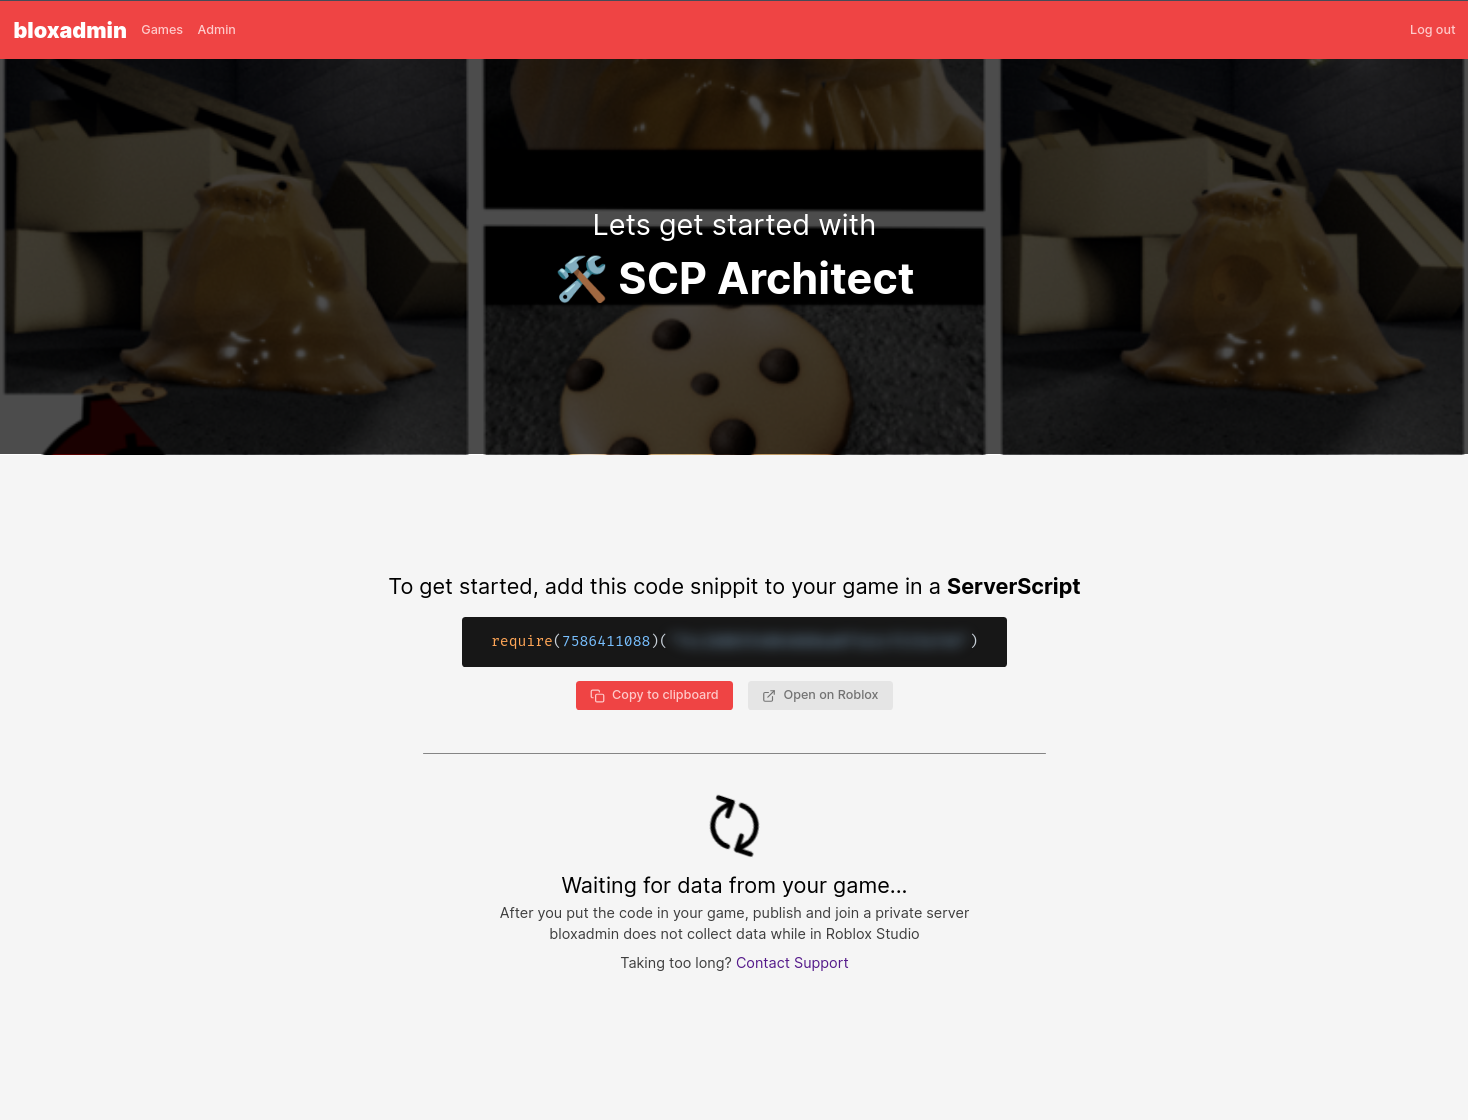 bloxadmin Games Admin Log out
Lets get started with
🛠️ SCP Architect
To get started, add this code snippit to your game in a ServerScript
require(7586411088)( )
Copy to clipboard Open on Roblox
Waiting for data from your game...
After you put the code in your game, publish and join a private server
bloxadmin does not collect data while in Roblox Studio
Taking too long? Contact Support